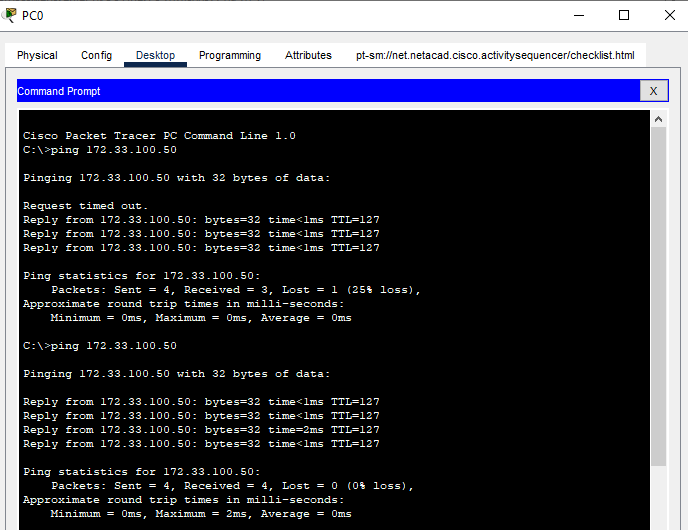 PC0
Physical Config Desktop Programming Attributes pt-sm://net.netacad.cisco.activitysequencer/checklist.html
Command Prompt X
Cisco Packet Tracer PC Command Line 1.0
C:\>ping 172.33.100.50
Pinging 172.33.100.50 with 32 bytes of data:
Request timed out.
Reply from 172.33.100.50: bytes=32 time<1ms TTL=127
Reply from 172.33.100.50: bytes=32 time<1ms TTL=127
Reply from 172.33.100.50: bytes=32 time<1ms TTL=127
Ping statistics for 172.33.100.50:
Packets: Sent = 4, Received = 3, Lost = 1 (25% loss),
Approximate round trip times in milli-seconds:
Minimum = 0ms, Maximum = 0ms, Average = 0ms
C:\>ping 172.33.100.50
Pinging 172.33.100.50 with 32 bytes of data:
Reply from 172.33.100.50: bytes=32 time<1ms TTL=127
Reply from 172.33.100.50: bytes=32 time<1ms TTL=127
Reply from 172.33.100.50: bytes=32 time=2ms TTL=127
Reply from 172.33.100.50: bytes=32 time<1ms TTL=127
Ping statistics for 172.33.100.50:
Packets: Sent = 4, Received = 4, Lost = 0 (0% loss),
Approximate round trip times in milli-seconds:
Minimum = 0ms, Maximum = 2ms, Average = 0ms